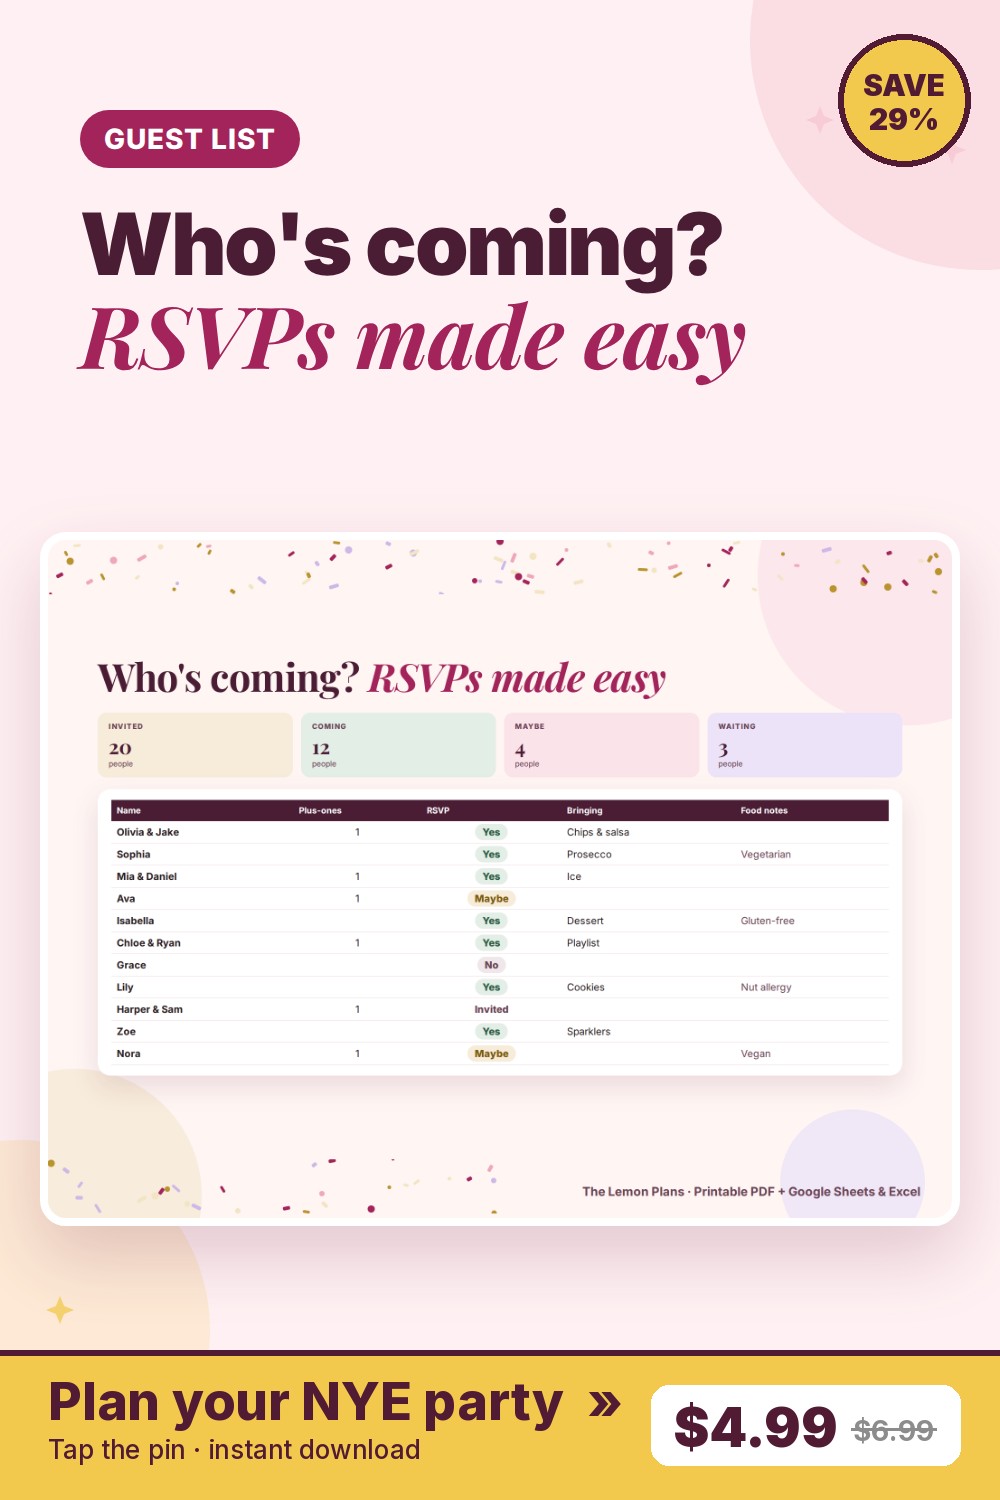 SAVE
29%
GUEST LIST
Who's coming?
RSVPs made easy
Who's coming? RSVPs made easy
INVITED COMING MAYBE WAITING
20 12 4 3
people people people people
Name Plus-ones RSVP Bringing Food notes
Olivia & Jake 1 Yes Chips & salsa
Sophia Yes Prosecco Vegetarian
Mia & Daniel 1 Yes Ice
Ava 1 Maybe
Isabella Yes Dessert Gluten-free
Chloe & Ryan 1 Yes Playlist
Grace No
Lily Yes Cookies Nut allergy
Harper & Sam 1 Invited
Zoe Yes Sparklers
Nora 1 Maybe Vegan
The Lemon Plans · Printable PDF + Google Sheets & Excel
Plan your NYE party »
Tap the pin · instant download
$4.99 $6.99